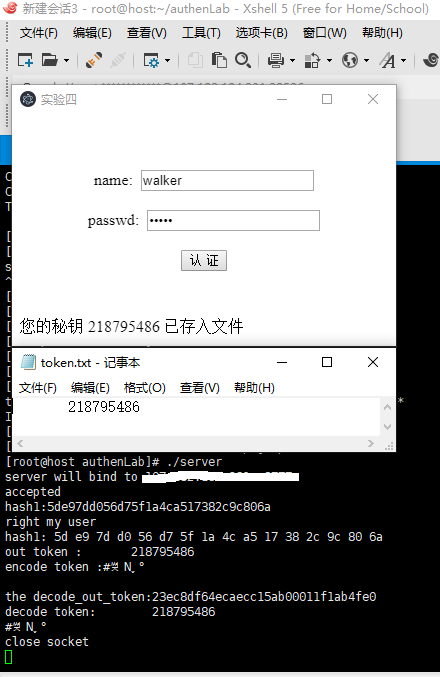 新建会话3 - root@host:~/authenLab - Xshell 5 (Free for Home/School)
文件(F) 编辑(E) 查看(V) 工具(T) 选项卡(B) 窗口(W) 帮助(H)
实验四
name: walker
passwd: •••••
认 证
您的秘钥 218795486 已存入文件
token.txt - 记事本
文件(F) 编辑(E) 格式(O) 查看(V) 帮助(H)
218795486
[root@host authenLab]# ./server
server will bind to
accepted
hash1:5de97dd056d75f1a4ca517382c9c806a
right my user
hash1: 5d e9 7d d0 56 d7 5f 1a 4c a5 17 38 2c 9c 80 6a
out token : 218795486
encode token :#
the decode_out_token:23ec8df64ecaecc15ab00011f1ab4fe0
decode token: 218795486
close socket